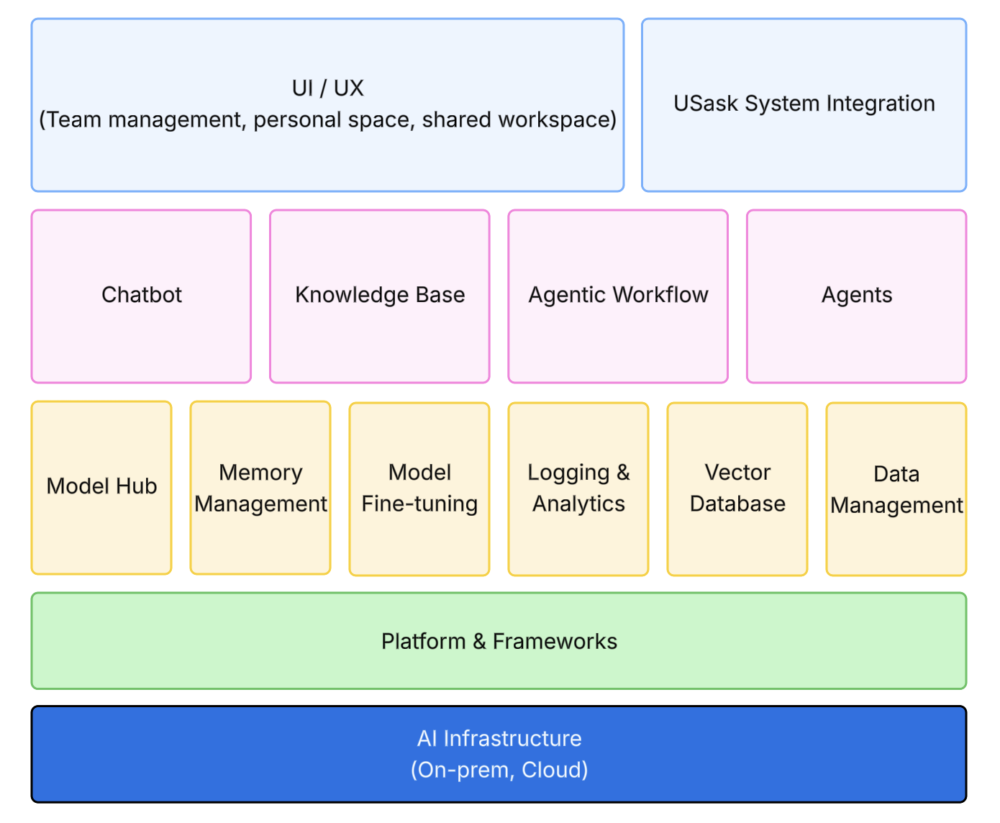 UI / UX
(Team management, personal space, shared workspace)
USask System Integration
Chatbot
Knowledge Base
Agentic Workflow
Agents
Model Hub
Memory
Management
Model
Fine-tuning
Logging &
Analytics
Vector
Database
Data
Management
Platform & Frameworks
AI Infrastructure
(On-prem, Cloud)